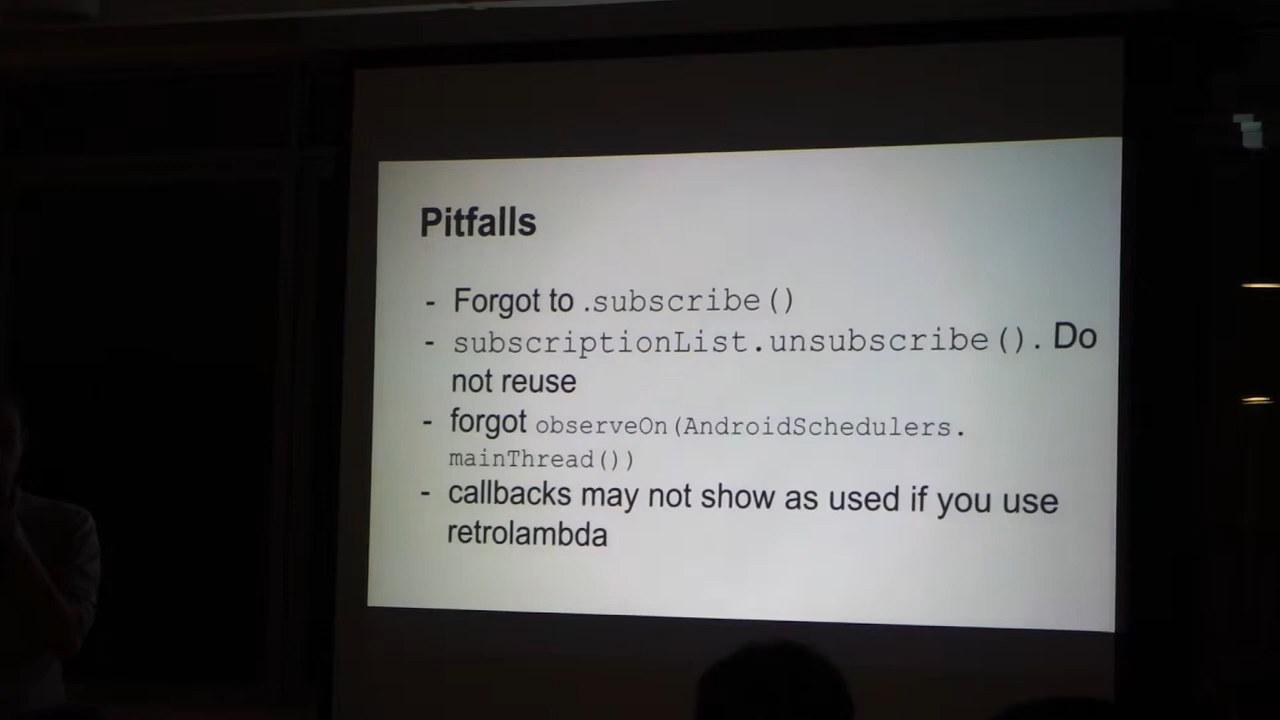 Pitfalls
- Forgot to .subscribe()
- subscriptionList.unsubscribe(). Do
not reuse
- forgot observeOn(AndroidSchedulers.
mainThread())
- callbacks may not show as used if you use
retrolambda